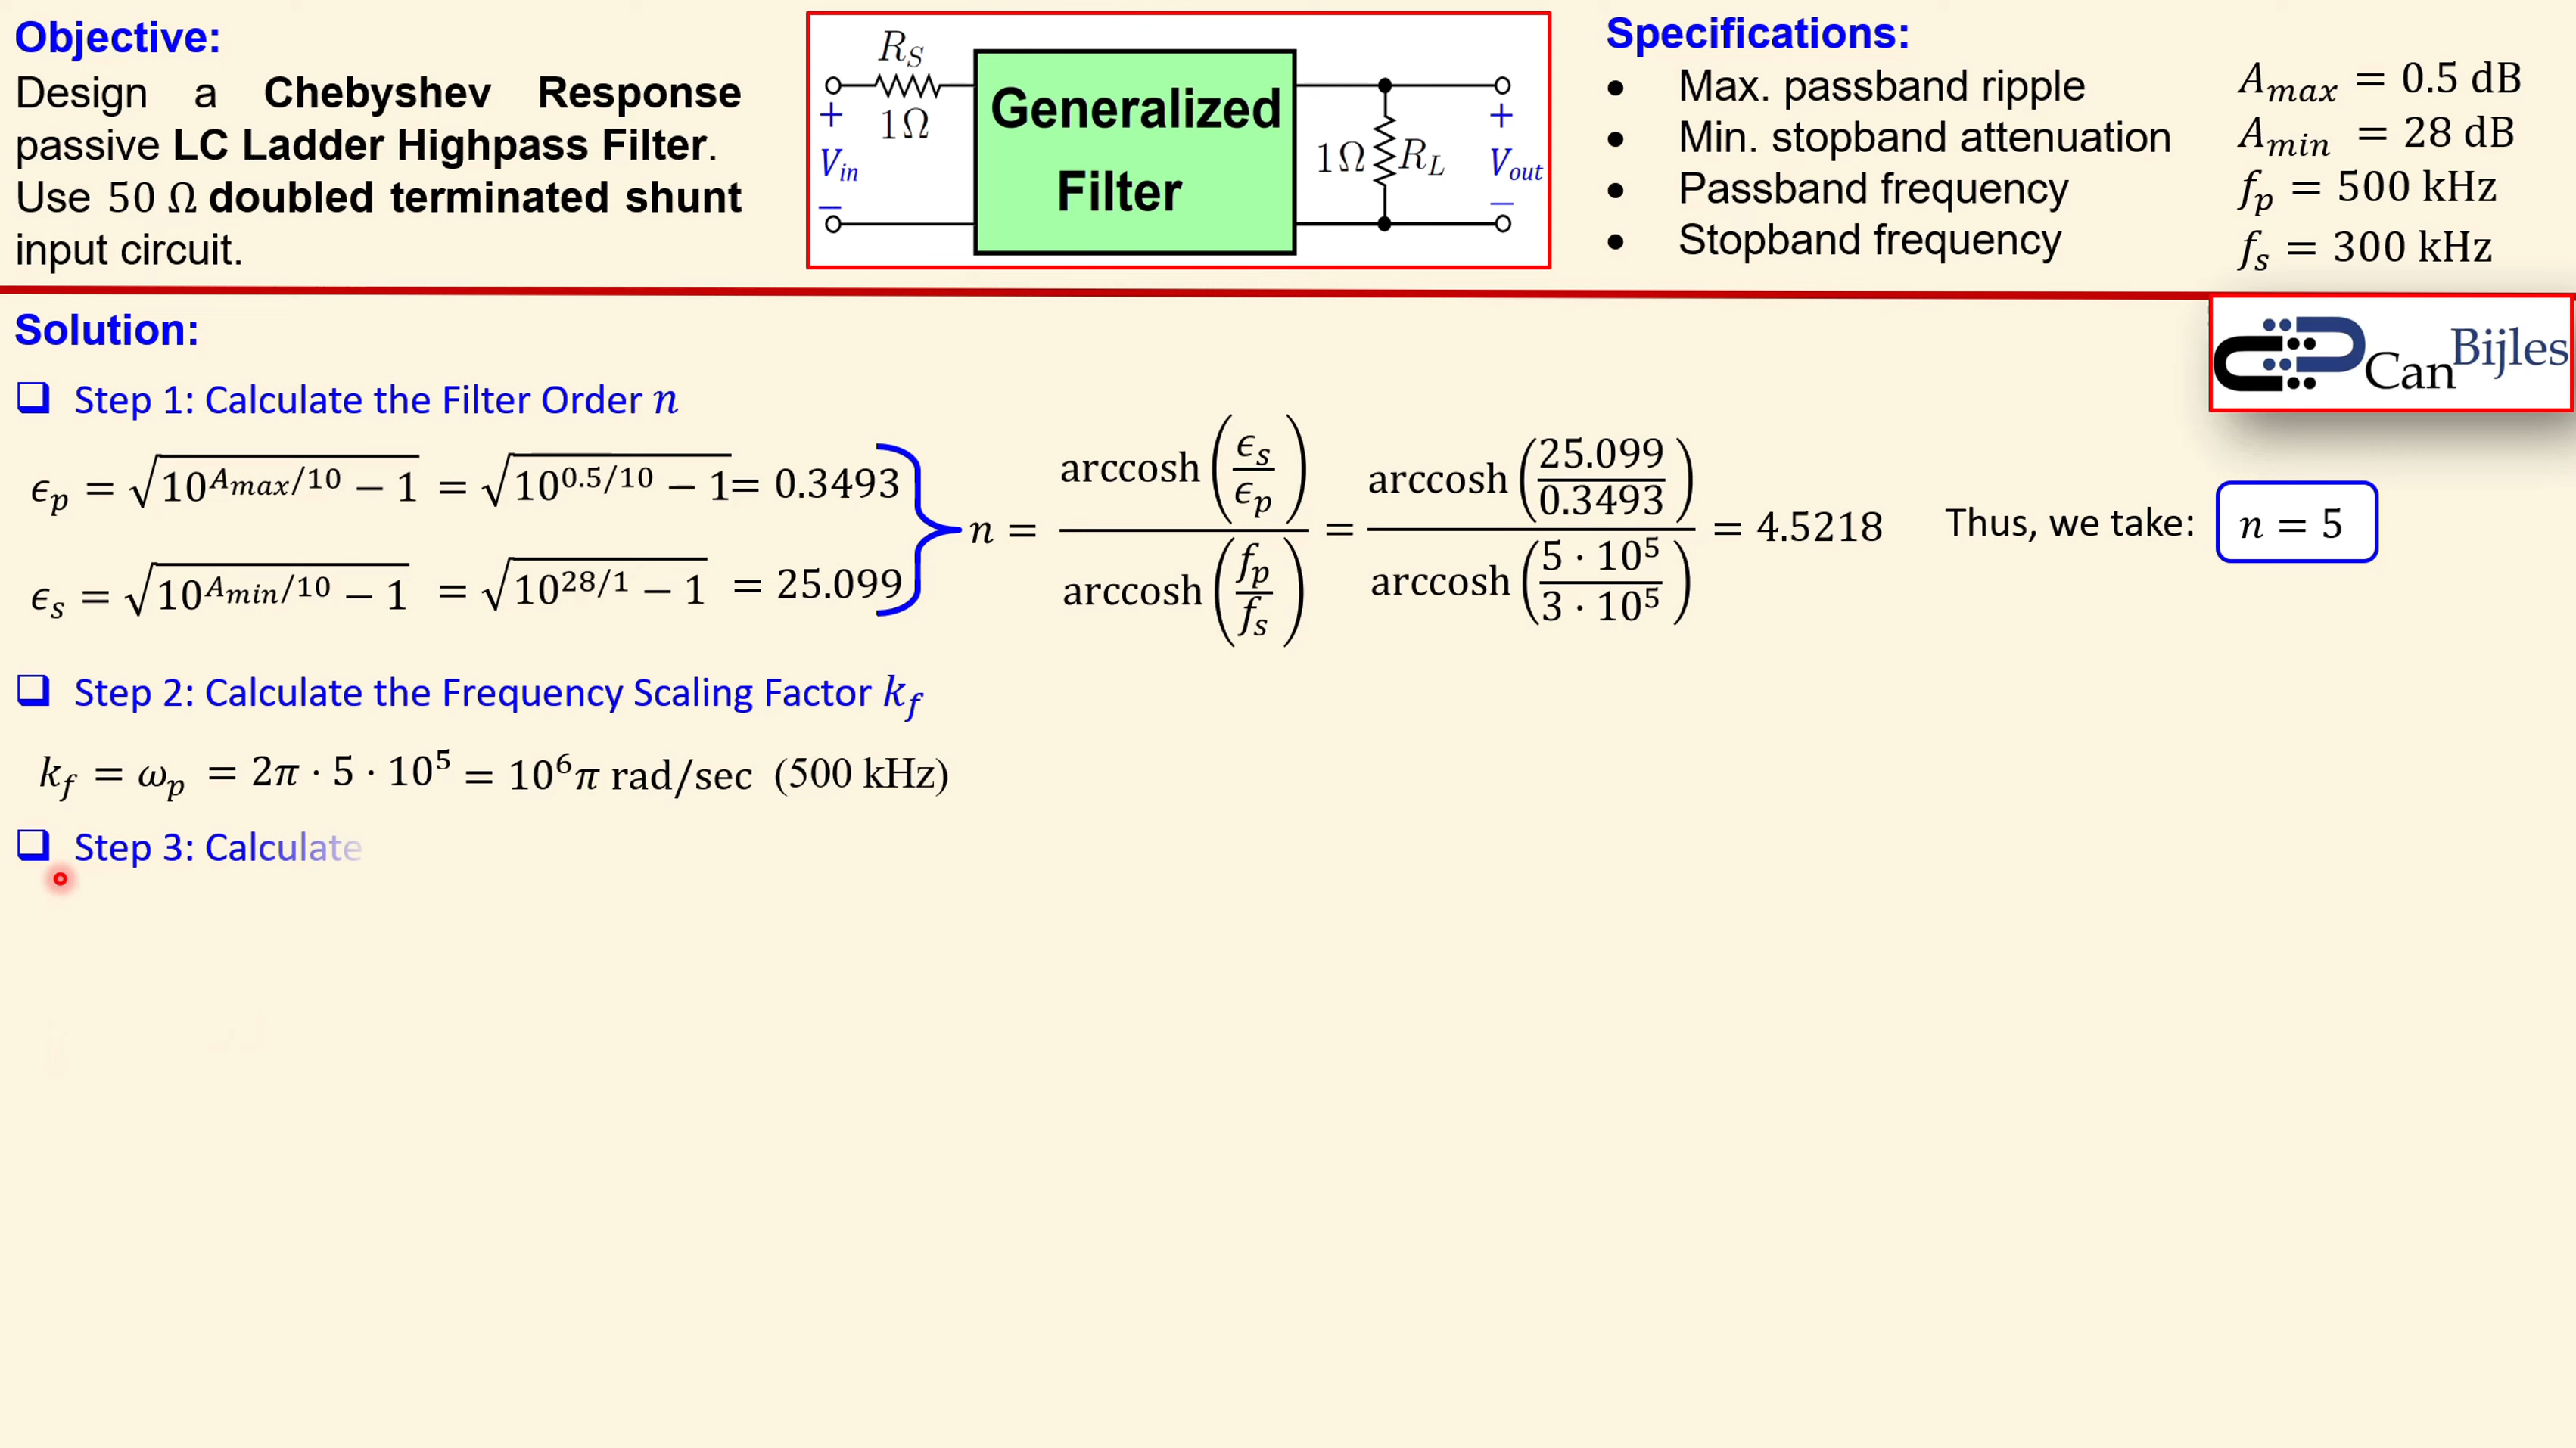 Objective:
Design a Chebyshev Response
passive LC Ladder Highpass Filter.
Use 50 Ω doubled terminated shunt
input circuit.
R_S
1Ω
+
V_in
−
Generalized
Filter
1Ω
R_L
+
V_out
−
Specifications:
• Max. passband ripple A_max = 0.5 dB
• Min. stopband attenuation A_min = 28 dB
• Passband frequency f_p = 500 kHz
• Stopband frequency f_s = 300 kHz
Can Bijles
Solution:
❑ Step 1: Calculate the Filter Order n
ϵ_p = √(10^(A_max/10) − 1) = √(10^(0.5/10) − 1) = 0.3493
ϵ_s = √(10^(A_min/10) − 1) = √(10^(28/1) − 1) = 25.099
n = arccosh(ϵ_s/ϵ_p) / arccosh(f_p/f_s) = arccosh(25.099/0.3493) / arccosh(5 · 10^5/3 · 10^5) = 4.5218
Thus, we take: n = 5
❑ Step 2: Calculate the Frequency Scaling Factor k_f
k_f = ω_p = 2π · 5 · 10^5 = 10^6π rad/sec (500 kHz)
❑ Step 3: Calculate